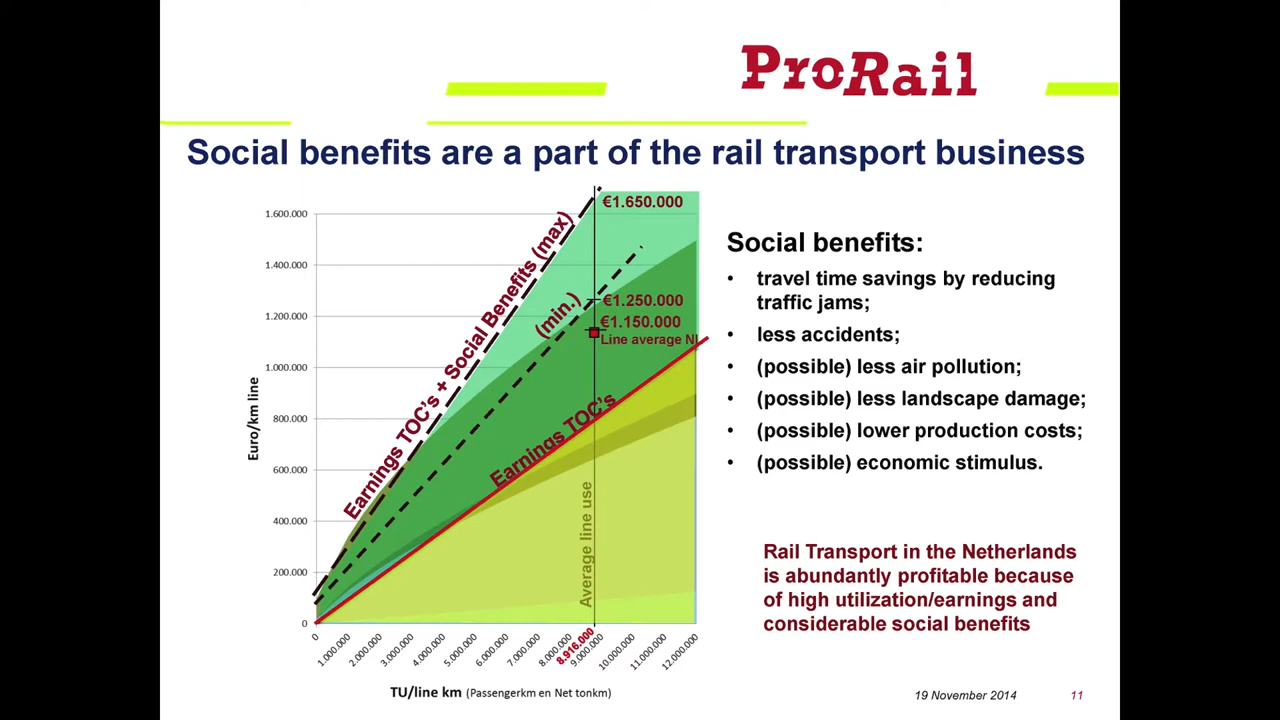 ProRail
Social benefits are a part of the rail transport business
1.600.000
1.400.000
1.200.000
1.000.000
800.000
600.000
400.000
200.000
0
Euro/km line
Earnings TOC's + Social Benefits (max)
(min.)
€1.650.000
€1.250.000
€1.150.000
Line average NL
Earnings TOC's
Average line use
0
1.000.000
2.000.000
3.000.000
4.000.000
5.000.000
6.000.000
7.000.000
8.000.000
8.916.000
9.000.000
10.000.000
11.000.000
12.000.000
TU/line km (Passengerkm en Net tonkm)
Social benefits:
• travel time savings by reducing
traffic jams;
• less accidents;
• (possible) less air pollution;
• (possible) less landscape damage;
• (possible) lower production costs;
• (possible) economic stimulus.
Rail Transport in the Netherlands
is abundantly profitable because
of high utilization/earnings and
considerable social benefits
19 November 2014
11